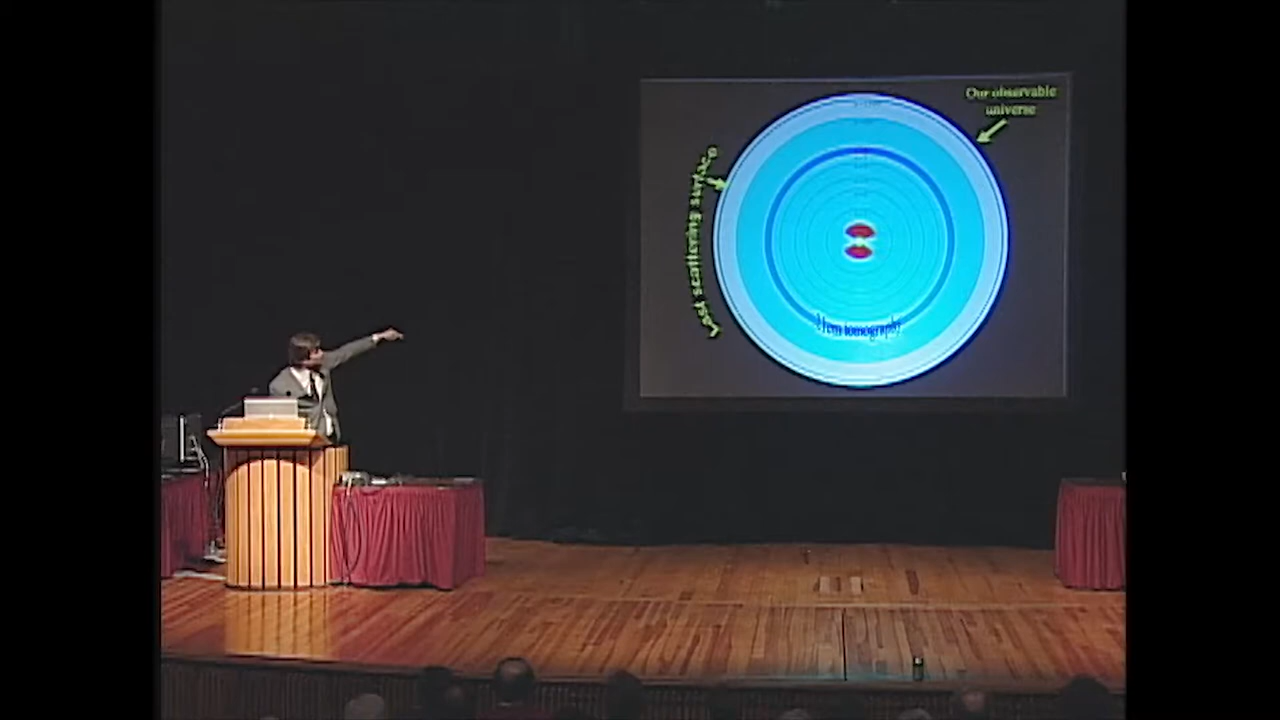 Our observable
universe
Last scattering surface
21cm tomography